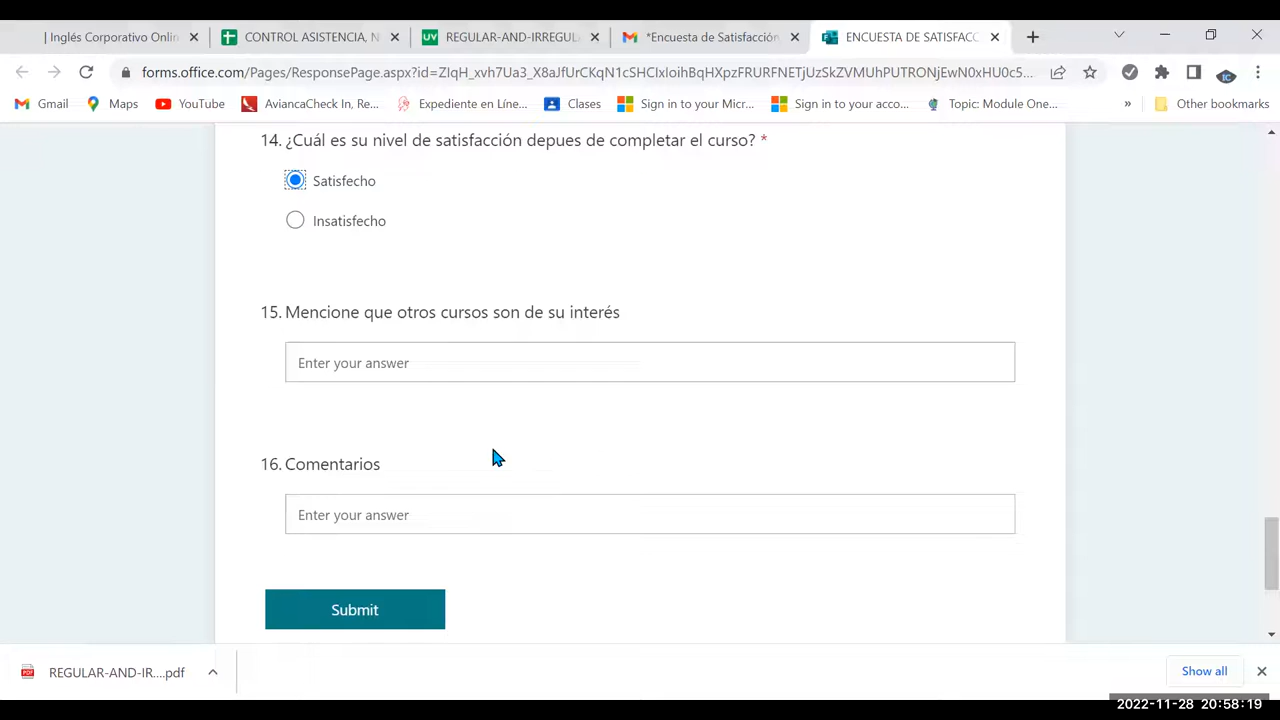 | Inglés Corporativo Onlin
CONTROL ASISTENCIA, N
REGULAR-AND-IRREGUL
*Encuesta de Satisfacción,
ENCUESTA DE SATISFACC
forms.office.com/Pages/ResponsePage.aspx?id=ZIqH_xvh7Ua3_X8aJfUrCKqN1cSHCIxIoihBqHXpzFRURFNETjUzSkZVMUhPUTRONjEwN0xHU0c5...
Gmail
Maps
YouTube
AviancaCheck In, Re...
Expediente en Líne...
Clases
Sign in to your Micr...
Sign in to your acco...
Topic: Module One...
»
Other bookmarks
14. ¿Cuál es su nivel de satisfacción depues de completar el curso? *
Satisfecho
Insatisfecho
15. Mencione que otros cursos son de su interés
Enter your answer
16. Comentarios
Enter your answer
Submit
REGULAR-AND-IR....pdf
Show all
2022-11-28 20:58:19